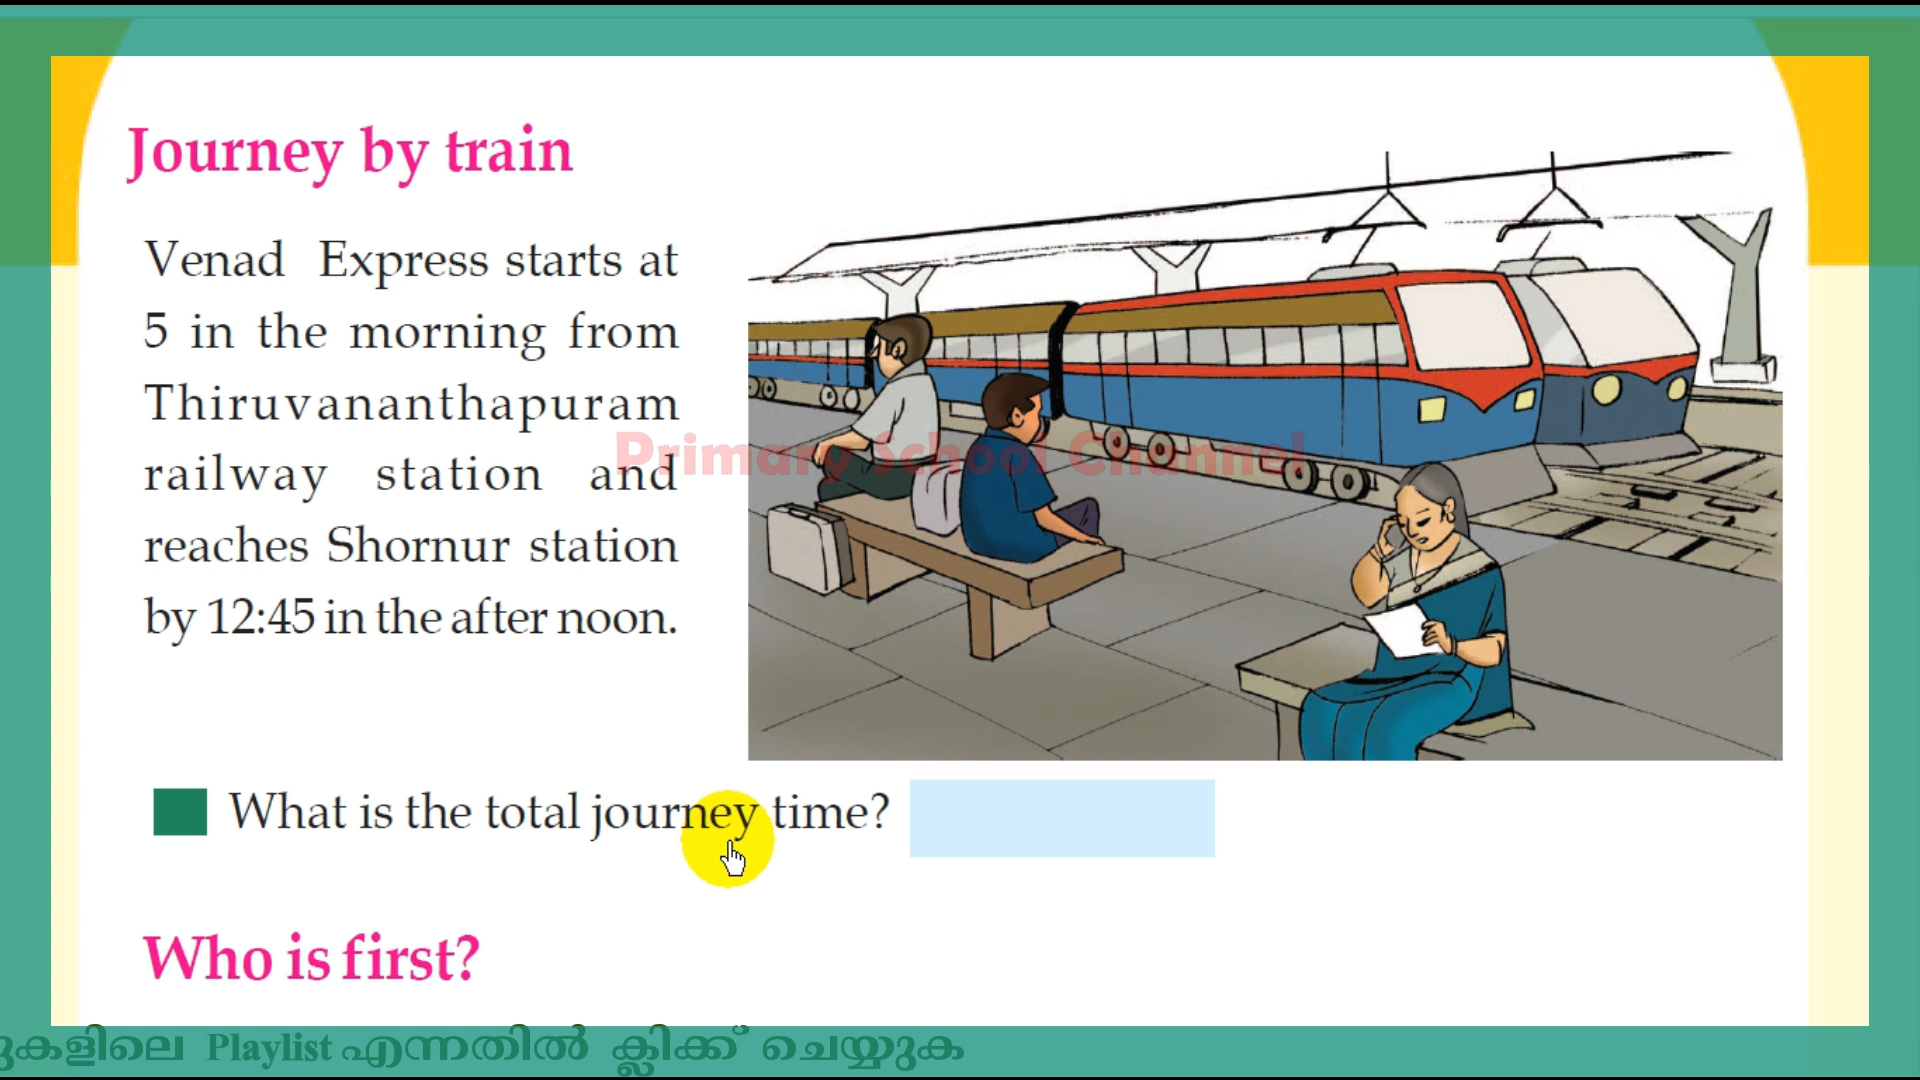 Journey by train
Venad Express starts at
5 in the morning from
Thiruvananthapuram
railway station and
reaches Shornur station
by 12:45 in the after noon.
Primary School Channel
What is the total journey time?
Who is first?
കളിലെ Playlist എന്നതിൽ ക്ലിക്ക് ചെയ്യുക